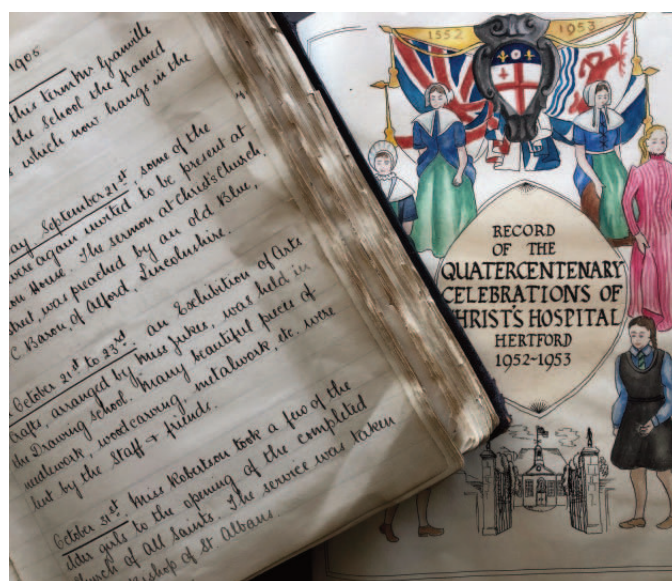 1905
this term Mr Granville
the school the framed
which now hangs in the
September 21st, some of the
were again invited to be present at
House. The sermon at Christ's Church,
was preached by an old Blue,
C. Baron, of Alford, Lincolnshire.
October 21st to 23rd. an Exhibition of Arts
Crafts, arranged by Miss Jukes, was held in
the Drawing School. Many beautiful pieces of
needlework, woodcarving, metalwork, etc. were
lent by the Staff + friends.
October 31st. Miss Robertson took a few of the
elder girls to the opening of the completed
Church of All Saints. The service was taken
Bishop of St Albans.
1552 1953
RECORD
OF THE
QUATERCENTENARY
CELEBRATIONS OF
CHRIST'S HOSPITAL
HERTFORD
1952-1953